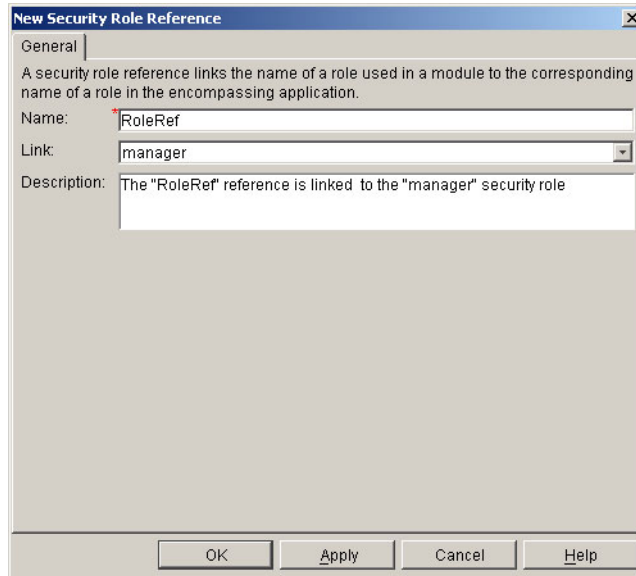 New Security Role Reference
General
A security role reference links the name of a role used in a module to the corresponding
name of a role in the encompassing application.
Name: *RoleRef
Link: manager
Description: The "RoleRef" reference is linked  to the "manager" security role
OK Apply Cancel Help